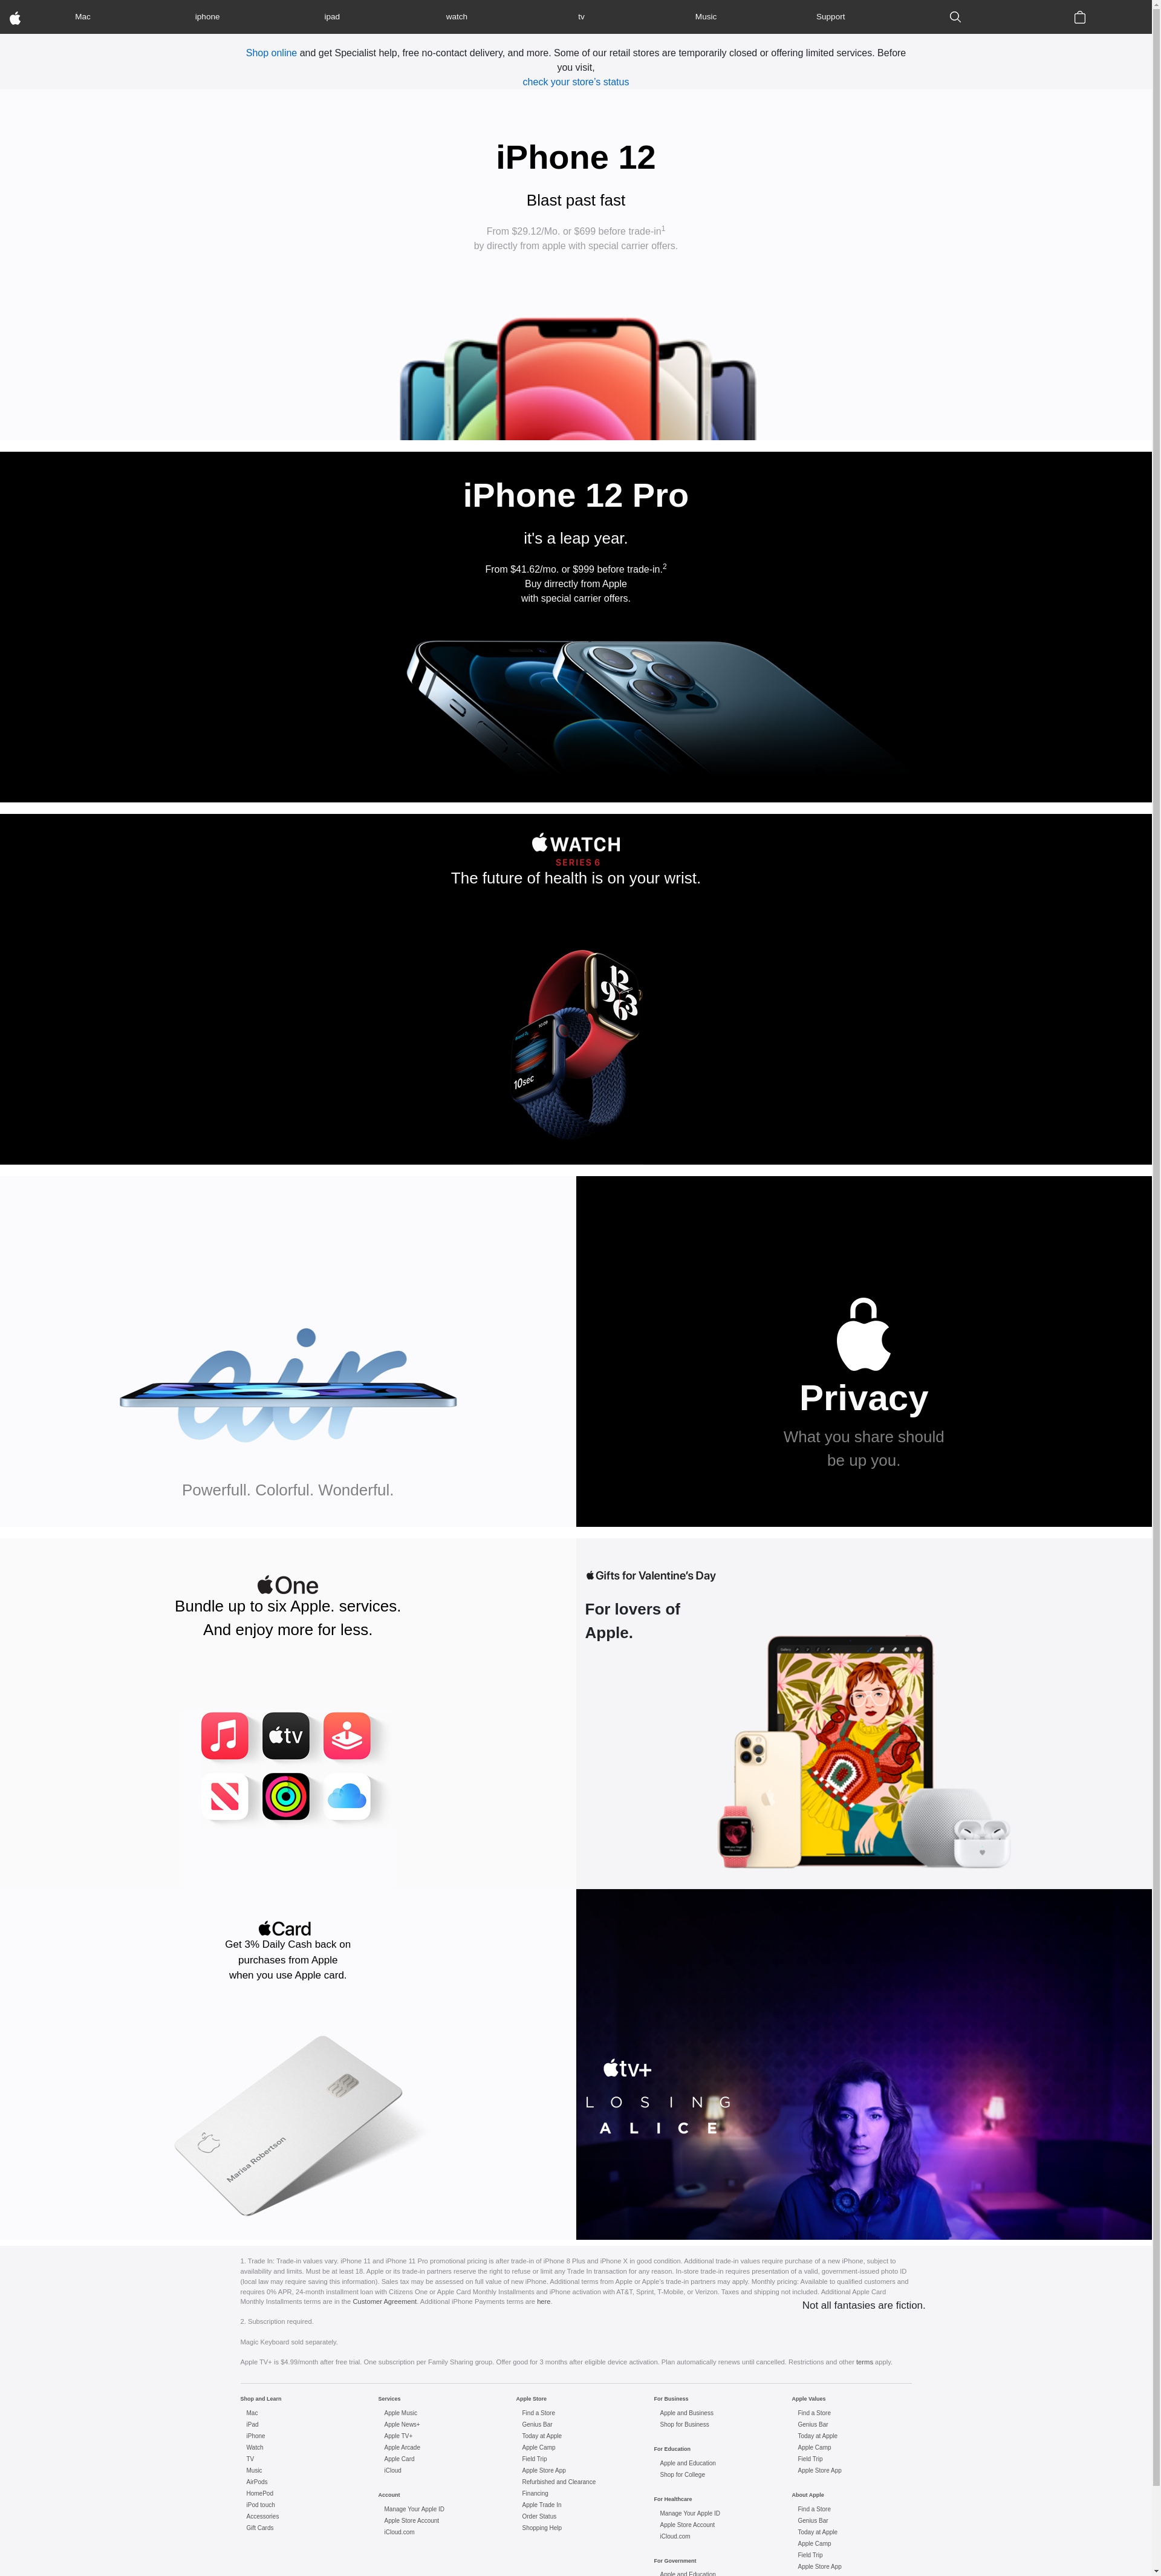 Mac iphone ipad watch tv Music Support
Shop online and get Specialist help, free no-contact delivery, and more. Some of our retail stores are temporarily closed or offering limited services. Before
you visit,
check your store's status
iPhone 12
Blast past fast
From $29.12/Mo. or $699 before trade-in1
by directly from apple with special carrier offers.
iPhone 12 Pro
it's a leap year.
From $41.62/mo. or $999 before trade-in.2
Buy dirrectly from Apple
with special carrier offers.
WATCH
SERIES 6
The future of health is on your wrist.
12
9 3
6
10sec
air
Powerfull. Colorful. Wonderful.
Privacy
What you share should
be up you.
One
Bundle up to six Apple. services.
And enjoy more for less.
tv
Gifts for Valentine's Day
For lovers of
Apple.
Card
Get 3% Daily Cash back on
purchases from Apple
when you use Apple card.
Marisa Robertson
tv+
LOSING
ALICE
1. Trade In: Trade-in values vary. iPhone 11 and iPhone 11 Pro promotional pricing is after trade-in of iPhone 8 Plus and iPhone X in good condition. Additional trade-in values require purchase of a new iPhone, subject to
availability and limits. Must be at least 18. Apple or its trade-in partners reserve the right to refuse or limit any Trade In transaction for any reason. In-store trade-in requires presentation of a valid, government-issued photo ID
(local law may require saving this information). Sales tax may be assessed on full value of new iPhone. Additional terms from Apple or Apple's trade-in partners may apply. Monthly pricing: Available to qualified customers and
requires 0% APR, 24-month installment loan with Citizens One or Apple Card Monthly Installments and iPhone activation with AT&T, Sprint, T-Mobile, or Verizon. Taxes and shipping not included. Additional Apple Card
Monthly Installments terms are in the Customer Agreement. Additional iPhone Payments terms are here.
Not all fantasies are fiction.
2. Subscription required.
Magic Keyboard sold separately.
Apple TV+ is $4.99/month after free trial. One subscription per Family Sharing group. Offer good for 3 months after eligible device activation. Plan automatically renews until cancelled. Restrictions and other terms apply.
Shop and Learn
Mac
iPad
iPhone
Watch
TV
Music
AirPods
HomePod
iPod touch
Accessories
Gift Cards
Services
Apple Music
Apple News+
Apple TV+
Apple Arcade
Apple Card
iCloud
Account
Manage Your Apple ID
Apple Store Account
iCloud.com
Apple Store
Find a Store
Genius Bar
Today at Apple
Apple Camp
Field Trip
Apple Store App
Refurbished and Clearance
Financing
Apple Trade In
Order Status
Shopping Help
For Business
Apple and Business
Shop for Business
For Education
Apple and Education
Shop for College
For Healthcare
Manage Your Apple ID
Apple Store Account
iCloud.com
For Government
Apple and Education
Apple Values
Find a Store
Genius Bar
Today at Apple
Apple Camp
Field Trip
Apple Store App
About Apple
Find a Store
Genius Bar
Today at Apple
Apple Camp
Field Trip
Apple Store App